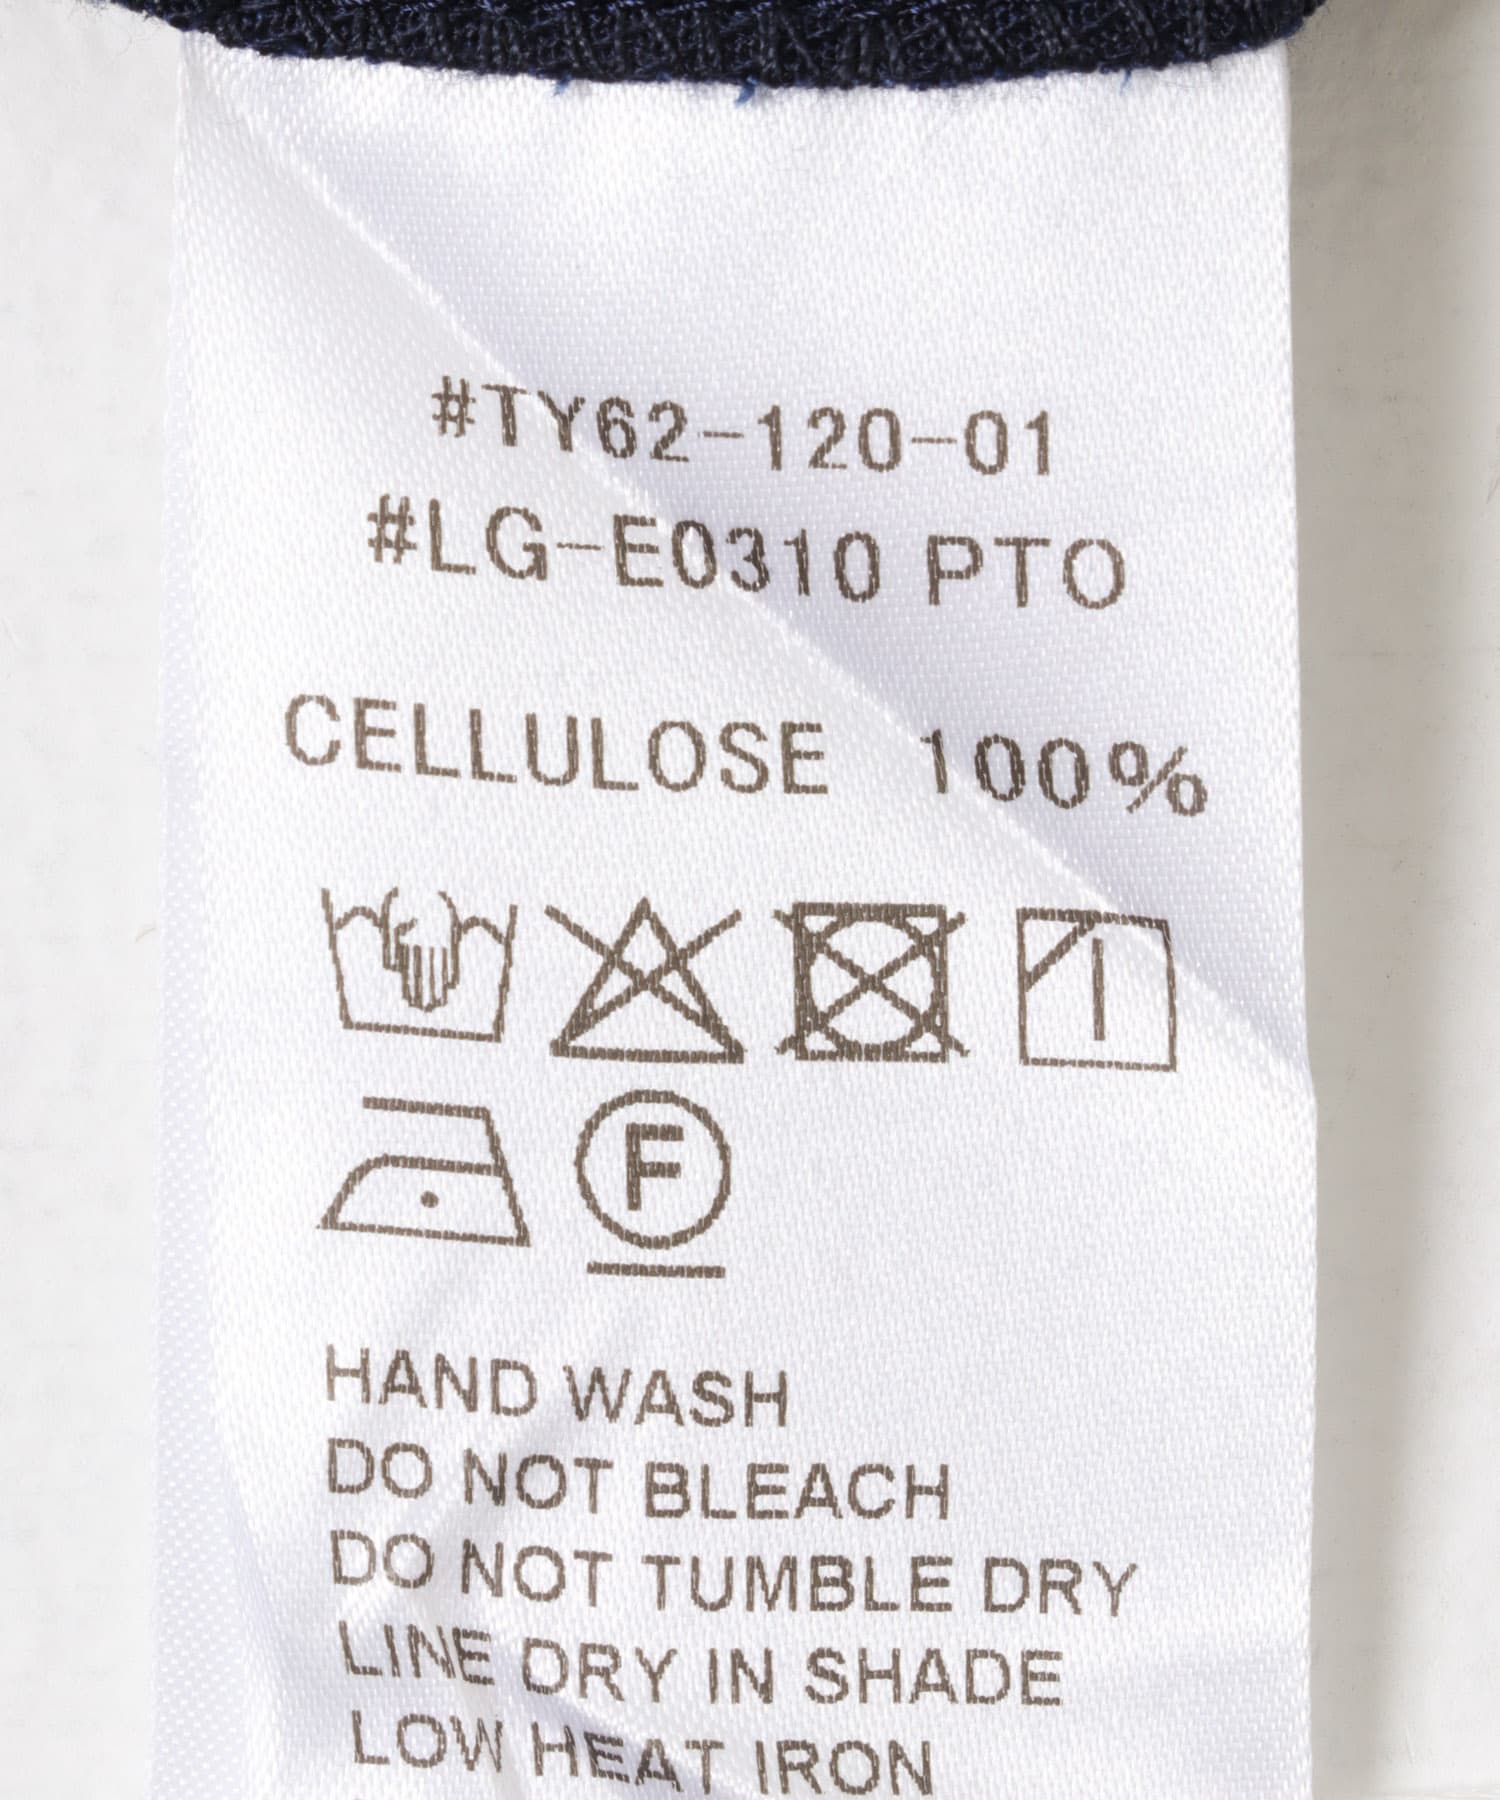 #TY62-120-01
#LG-E0310 PTO
CELLULOSE 100%
F
HAND WASH
DO NOT BLEACH
DO NOT TUMBLE DRY
LINE DRY IN SHADE
LOW HEAT IRON